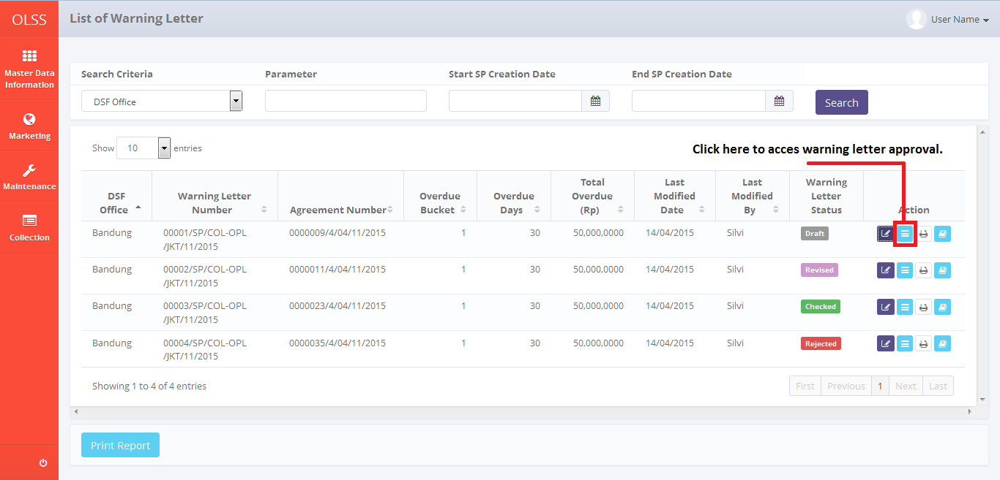 OLSS
List of Warning Letter
User Name
Master Data
Information
Marketing
Maintenance
Collection
Search Criteria
Parameter
Start SP Creation Date
End SP Creation Date
DSF Office
Search
Show 10 entries
Click here to acces warning letter approval.
DSF
Office
Warning Letter
Number
Agreement Number
Overdue
Bucket
Overdue
Days
Total
Overdue
(Rp)
Last
Modified
Date
Last
Modified
By
Warning
Letter
Status
Action
Bandung 00001/SP/COL-OPL 0000009/4/04/11/2015 1 30 50,000,0000 14/04/2015 Silvi Draft
/JKT/11/2015
Bandung 00002/SP/COL-OPL 0000011/4/04/11/2015 1 30 50,000,0000 14/04/2015 Silvi Revised
/JKT/11/2015
Bandung 00003/SP/COL-OPL 0000023/4/04/11/2015 1 30 50,000,0000 14/04/2015 Silvi Checked
/JKT/11/2015
Bandung 00004/SP/COL-OPL 0000035/4/04/11/2015 1 30 50,000,0000 14/04/2015 Silvi Rejected
/JKT/11/2015
Showing 1 to 4 of 4 entries
First Previous 1 Next Last
Print Report